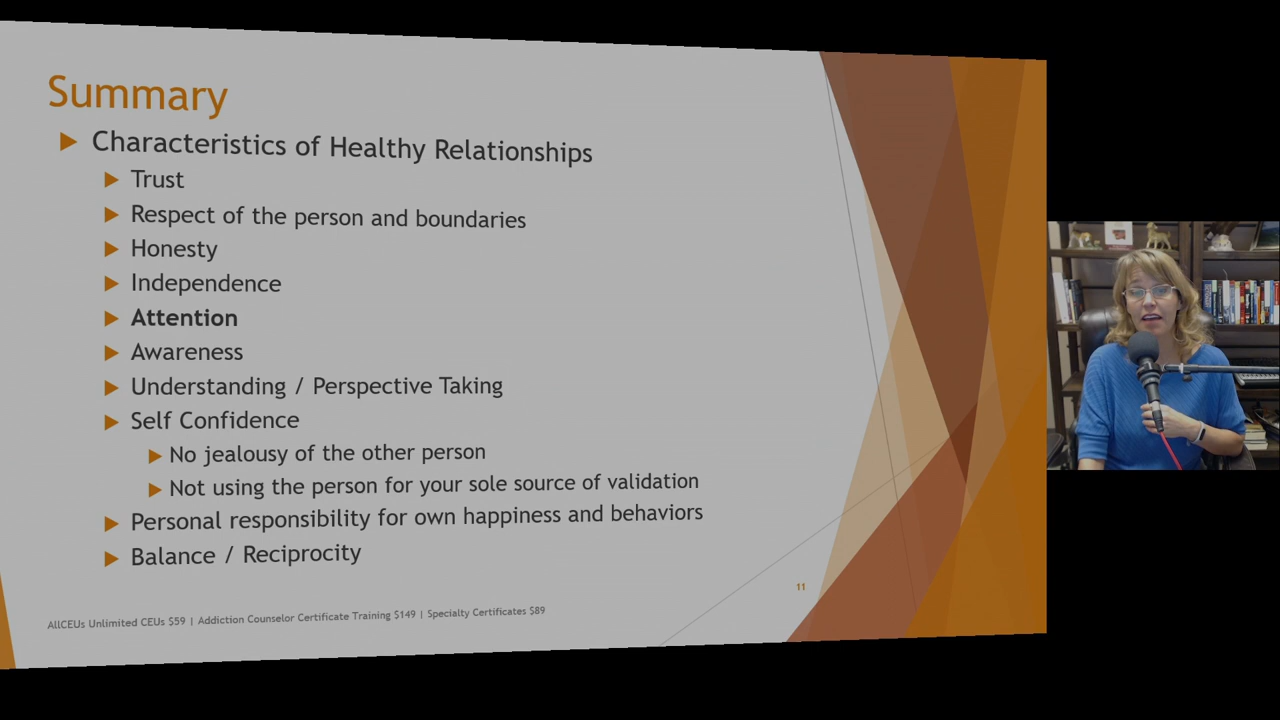 Summary
Characteristics of Healthy Relationships
Trust
Respect of the person and boundaries
Honesty
Independence
Attention
Awareness
Understanding / Perspective Taking
Self Confidence
No jealousy of the other person
Not using the person for your sole source of validation
Personal responsibility for own happiness and behaviors
Balance / Reciprocity
11
AllCEUs Unlimited CEUs $59 | Addiction Counselor Certificate Training $149 | Specialty Certificates $89